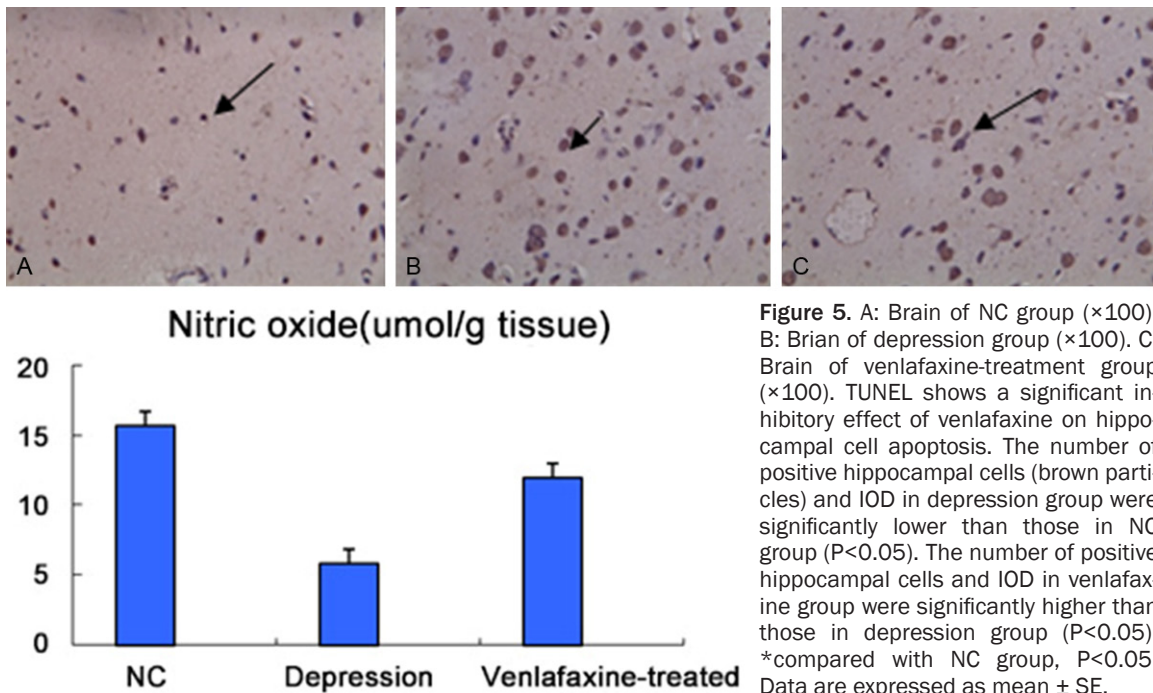 A
B
C
Nitric oxide(umol/g tissue)
20
15
10
5
0
NC
Depression
Venlafaxine-treated
Figure 5. A: Brain of NC group (×100)
B: Brian of depression group (×100). C
Brain of venlafaxine-treatment group
(×100). TUNEL shows a significant in-
hibitory effect of venlafaxine on hippo-
campal cell apoptosis. The number of
positive hippocampal cells (brown parti-
cles) and IOD in depression group were
significantly lower than those in NC
group (P<0.05). The number of positive
hippocampal cells and IOD in venlafax-
ine group were significantly higher than
those in depression group (P<0.05)
*compared with NC group, P<0.05
Data are expressed as mean ± SE.